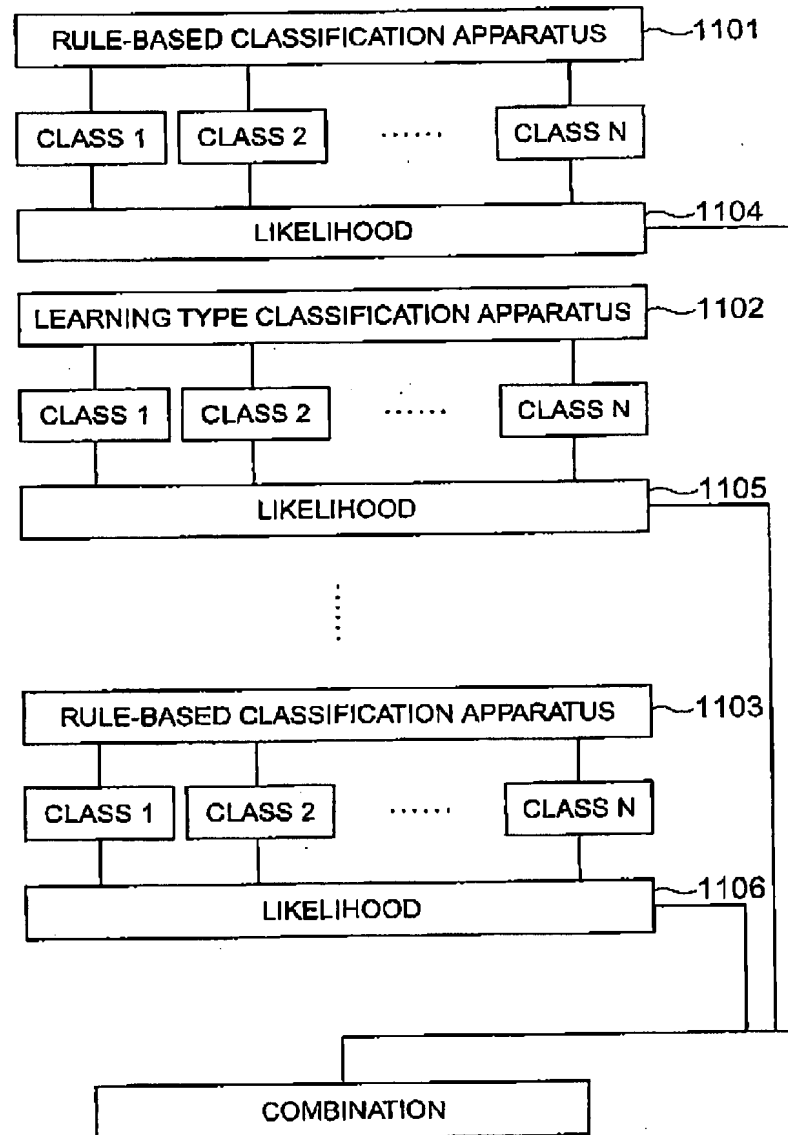 RULE-BASED CLASSIFICATION APPARATUS 1101
CLASS 1 CLASS 2 ...... CLASS N
LIKELIHOOD 1104
LEARNING TYPE CLASSIFICATION APPARATUS 1102
CLASS 1 CLASS 2 ...... CLASS N
LIKELIHOOD 1105
RULE-BASED CLASSIFICATION APPARATUS 1103
CLASS 1 CLASS 2 ...... CLASS N
LIKELIHOOD 1106
COMBINATION